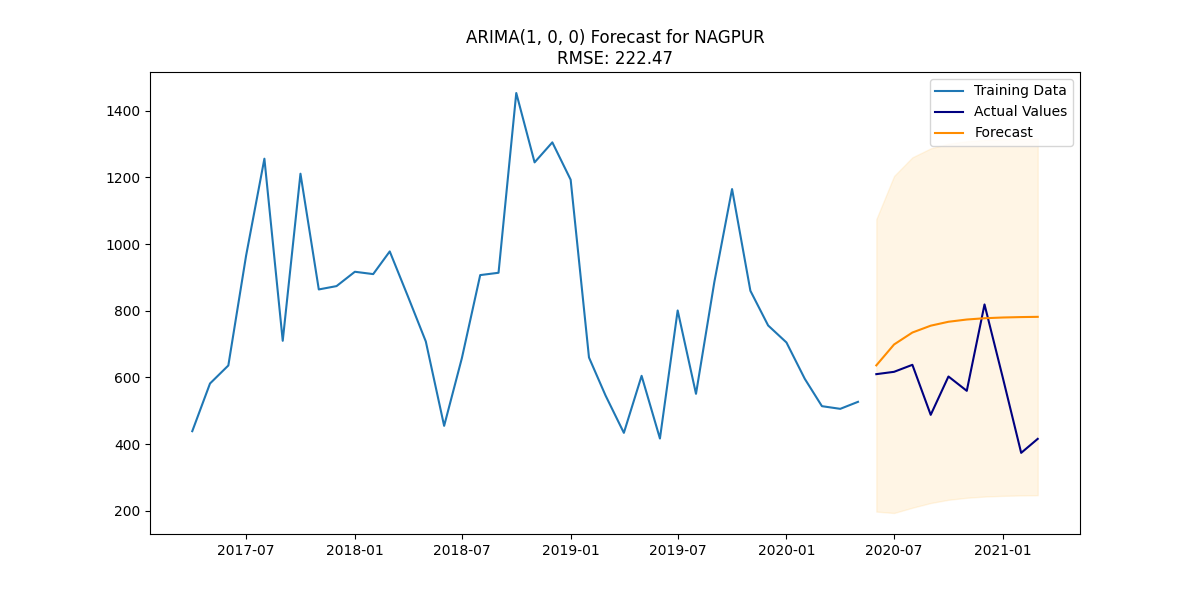 ARIMA(1, 0, 0) Forecast for NAGPUR
RMSE: 222.47
Training Data
Actual Values
Forecast
1400
1200
1000
800
600
400
200
2017-07 2018-01 2018-07 2019-01 2019-07 2020-01 2020-07 2021-01